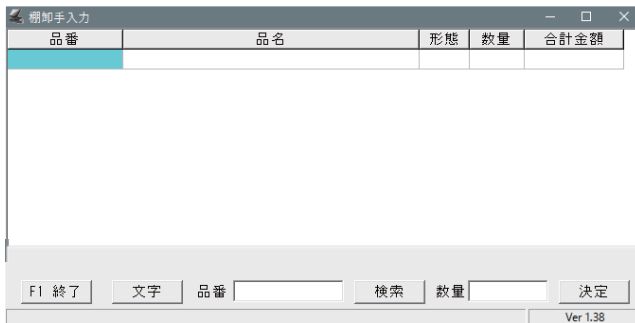 棚卸手入力
品番 品名 形態 数量 合計金額
F1 終了 文字 品番 検索 数量 決定
Ver 1.38